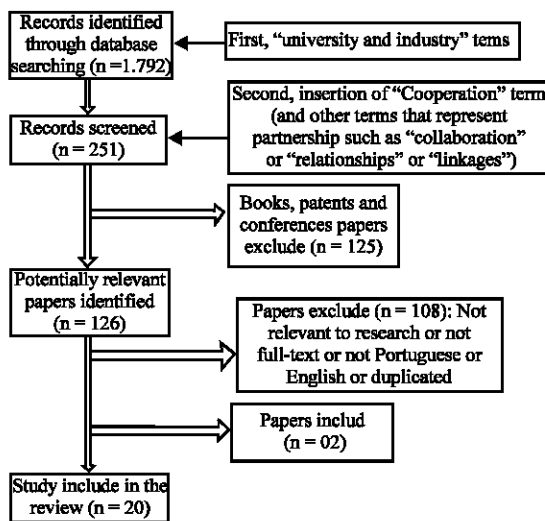 Records identified
through database
searching (n =1.792)
First, “university and industry” tems
Second, insertion of “Cooperation” term
(and other terms that represent
partnership such as “collaboration”
or “relationships” or “linkages”)
Records screened
(n = 251)
Books, patents and
conferences papers
exclude (n = 125)
Potentially relevant
papers identified
(n = 126)
Papers exclude (n = 108): Not
relevant to research or not
full-text or not Portuguese or
English or duplicated
Papers includ
(n = 02)
Study include in the
review (n = 20)